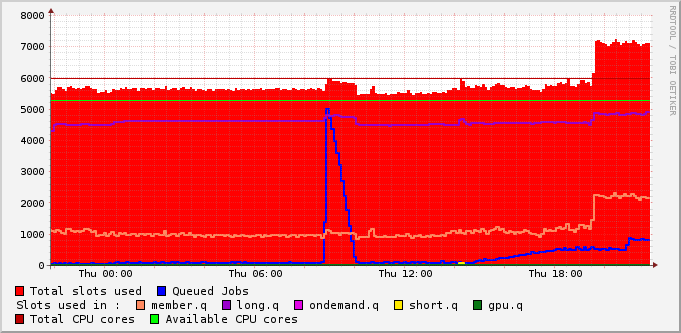 RRDTOOL / TOBI OETIKER
8000
7000
6000
5000
4000
3000
2000
1000
0
Thu 00:00 Thu 06:00 Thu 12:00 Thu 18:00
Total slots used Queued Jobs
Slots used in : member.q long.q ondemand.q short.q gpu.q
Total CPU cores Available CPU cores